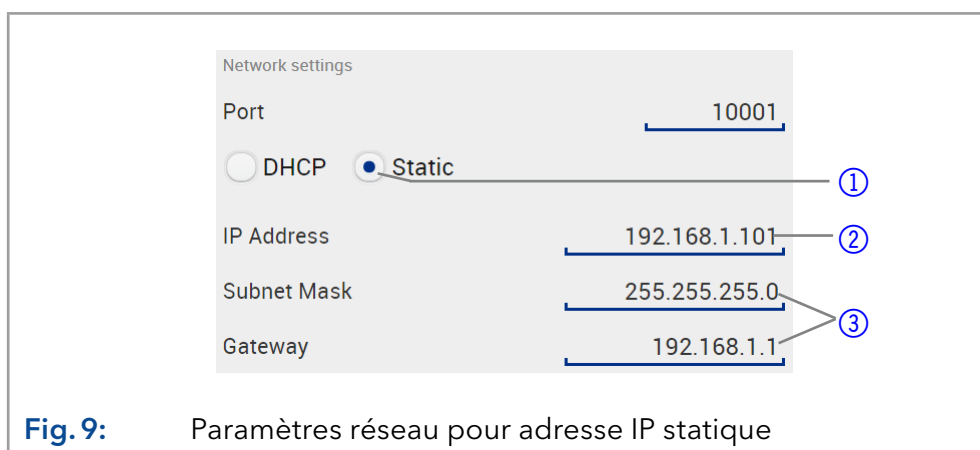 Network settings
Port 10001
DHCP Static
①
IP Address 192.168.1.101 ②
Subnet Mask 255.255.255.0
③
Gateway 192.168.1.1
Fig. 9: Paramètres réseau pour adresse IP statique